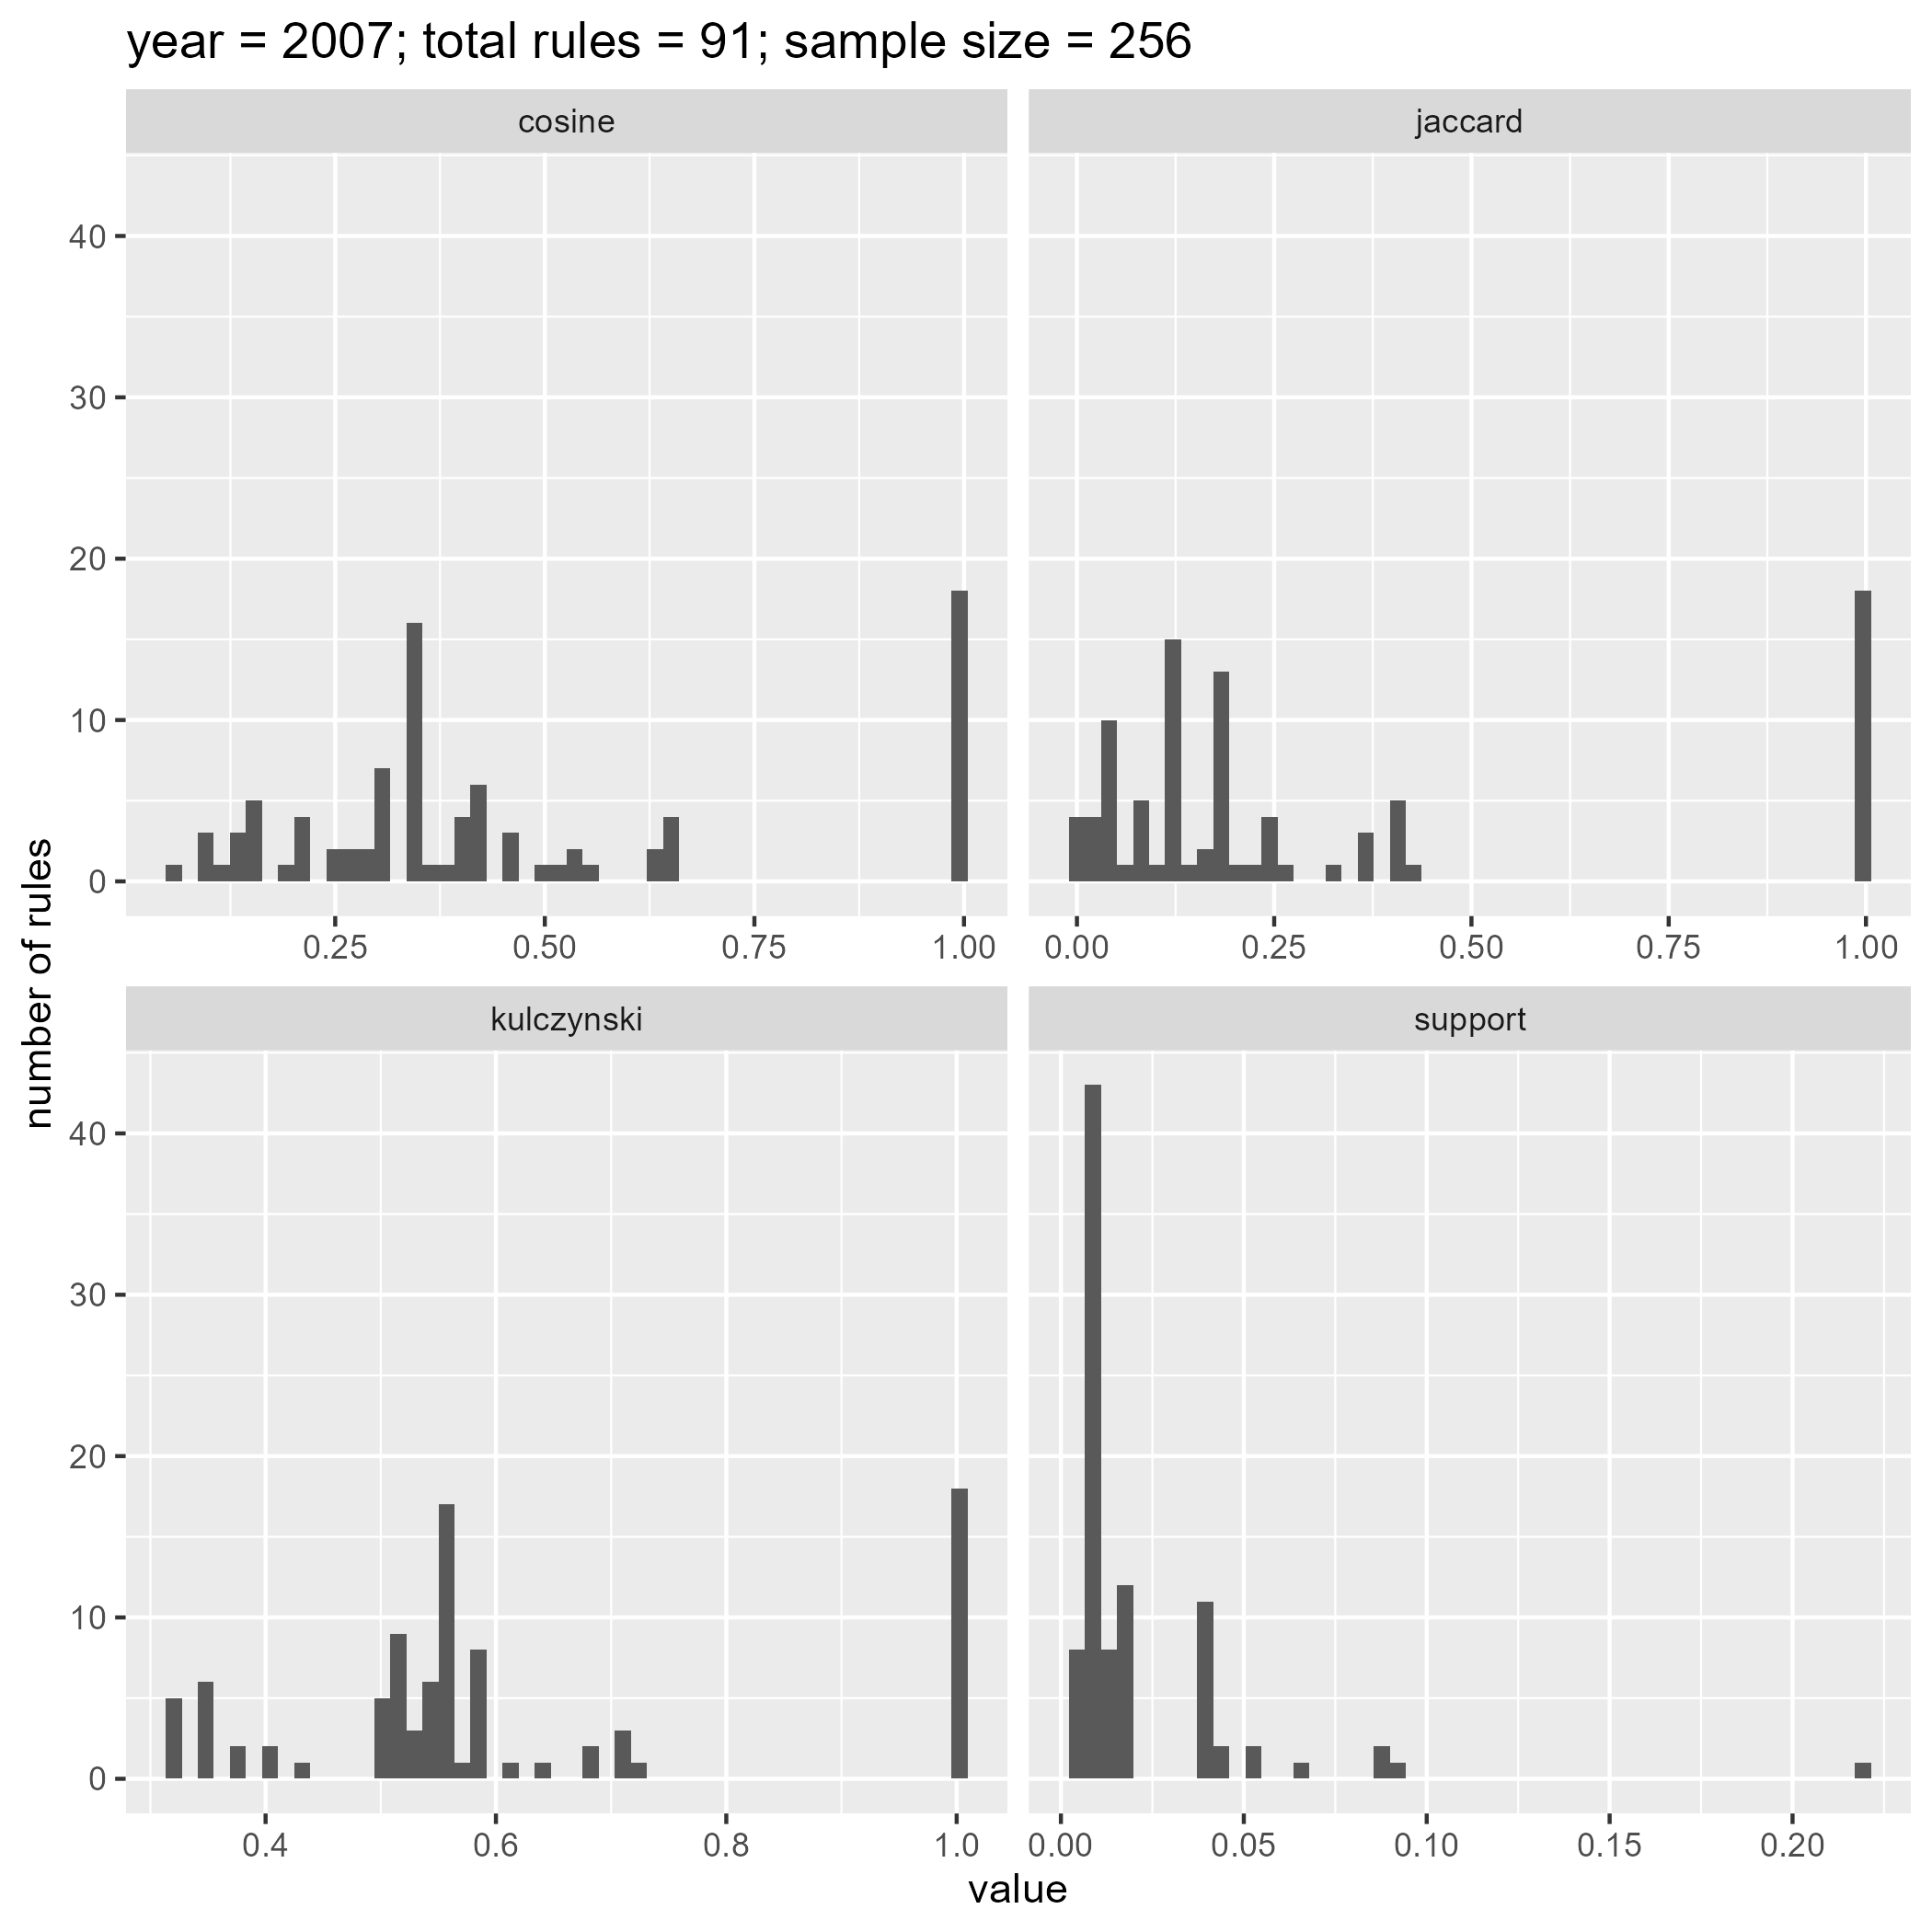 year = 2007; total rules = 91; sample size = 256
cosine
jaccard
40
30
20
10
0
0.25 0.50 0.75 1.00
0.00 0.25 0.50 0.75 1.00
number of rules
kulczynski
support
40
30
20
10
0
0.4 0.6 0.8 1.0
0.00 0.05 0.10 0.15 0.20
value